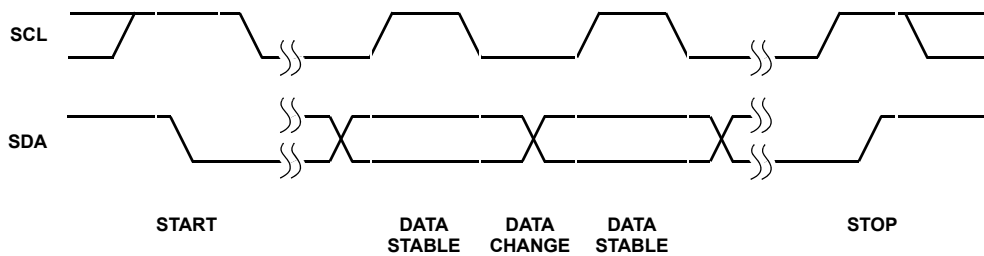 SCL
SDA
START
DATA
STABLE
DATA
CHANGE
DATA
STABLE
STOP